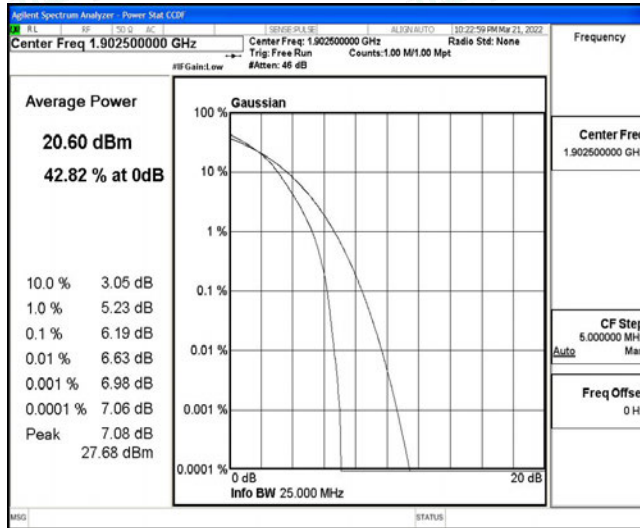 Agilent Spectrum Analyzer - Power Stat CCDF
RL RF 50 Ω AC SENSE:PULSE ALIGN AUTO 10:22:59 PM Mar 21, 2022
Center Freq 1.902500000 GHz
Center Freq: 1.902500000 GHz
Radio Std: None
Trig: Free Run
Counts:1.00 M/1.00 Mpt
#IFGain:Low
#Atten: 46 dB
Frequency
Average Power
20.60 dBm
42.82 % at 0dB
10.0 % 3.05 dB
1.0 % 5.23 dB
0.1 % 6.19 dB
0.01 % 6.63 dB
0.001 % 6.98 dB
0.0001 % 7.06 dB
Peak 7.08 dB
27.68 dBm
Gaussian
100 %
10 %
1 %
0.1 %
0.01 %
0.001 %
0.0001 %
0 dB
20 dB
Info BW 25.000 MHz
Center Fre
1.902500000 GH
CF Step
5.000000 MH
Auto Ma
Freq Offse
0 H
MSG
STATUS